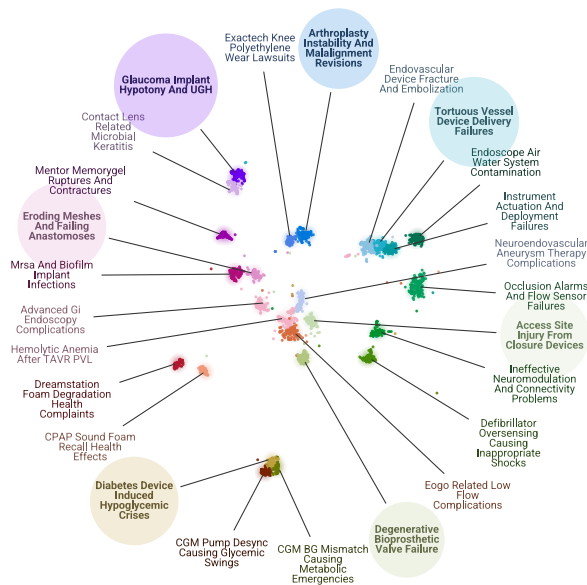 Exactech Knee
Polyethylene
Wear Lawsuits
Arthroplasty
Instability And
Malalignment
Revisions
Glaucoma Implant
Hypotony And UGH
Endovascular
Device Fracture
And Embolization
Tortuous Vessel
Device Delivery
Failures
Contact Lens
Related
Microbial
Keratitis
Endoscope Air
Water System
Contamination
Mentor Memorygel
Ruptures And
Contractures
Instrument
Actuation And
Deployment
Failures
Eroding Meshes
And Failing
Anastomoses
Neuroendovascular
Aneurysm Therapy
Complications
Mrsa And Biofilm
Implant
Infections
Occlusion Alarms
And Flow Sensor
Failures
Advanced Gi
Endoscopy
Complications
Access Site
Injury From
Closure Devices
Hemolytic Anemia
After TAVR PVL
Ineffective
Neuromodulation
And Connectivity
Problems
Dreamstation
Foam Degradation
Health
Complaints
Defibrillator
Oversensing
Causing
Inappropriate
Shocks
CPAP Sound Foam
Recall Health
Effects
Eogo Related Low
Flow
Complications
Diabetes Device
Induced
Hypoglycemic
Crises
Degenerative
Bioprosthetic
Valve Failure
CGM Pump Desync
Causing Glycemic
Swings
CGM BG Mismatch
Causing
Metabolic
Emergencies